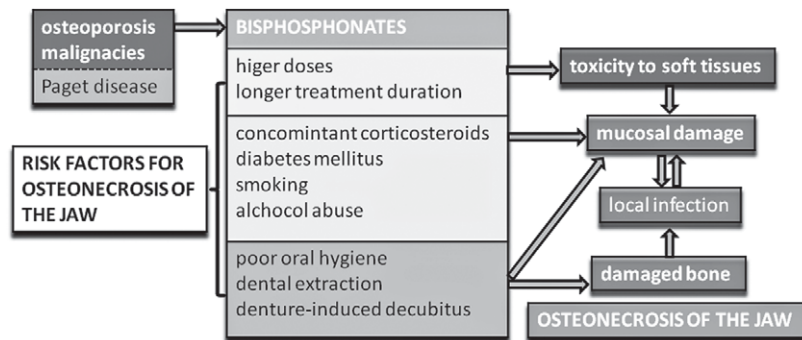 osteoporosis
malignacies
Paget disease
RISK FACTORS FOR
OSTEONECROSIS OF
THE JAW
BISPHOSPHONATES
higer doses
longer treatment duration
concomintant corticosteroids
diabetes mellitus
smoking
alchocol abuse
poor oral hygiene
dental extraction
denture-induced decubitus
toxicity to soft tissues
mucosal damage
local infection
damaged bone
OSTEONECROSIS OF THE JAW